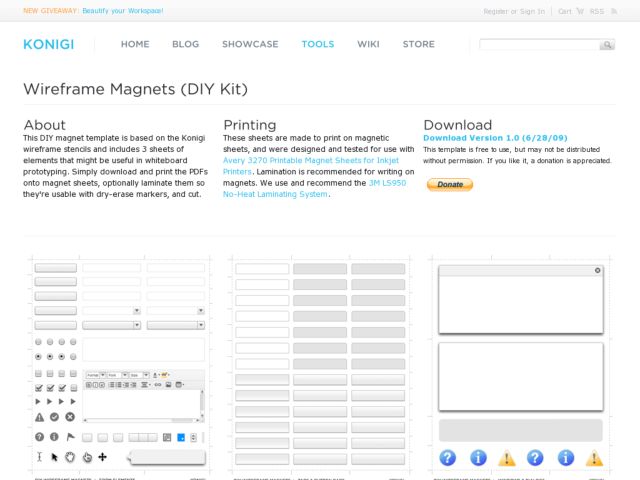 NEW GIVEAWAY: Beautify your Workspace!
Register or Sign In
Cart
RSS
KONIGI
HOME
BLOG
SHOWCASE
TOOLS
WIKI
STORE
Wireframe Magnets (DIY Kit)
About
This DIY magnet template is based on the Konigi
wireframe stencils and includes 3 sheets of
elements that might be useful in whiteboard
prototyping. Simply download and print the PDFs
onto magnet sheets, optionally laminate them so
they're usable with dry-erase markers, and cut.
Printing
These sheets are made to print on magnetic
sheets, and were designed and tested for use with
Avery 3270 Printable Magnet Sheets for Inkjet
Printers. Lamination is recommended for writing on
magnets. We use and recommend the 3M LS950
No-Heat Laminating System.
Download
Download Version 1.0 (6/28/09)
This template is free to use, but may not be distributed
without permission. If you like it, a donation is appreciated.
Donate
Format
Font
Size